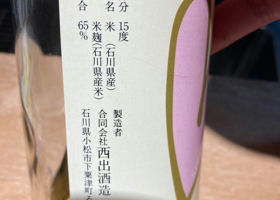 分 15度
名 米(石川県産)
米麹(石川県産米)
合 65%
製造者
合同会社西出酒造
石川県小松市下粟津町